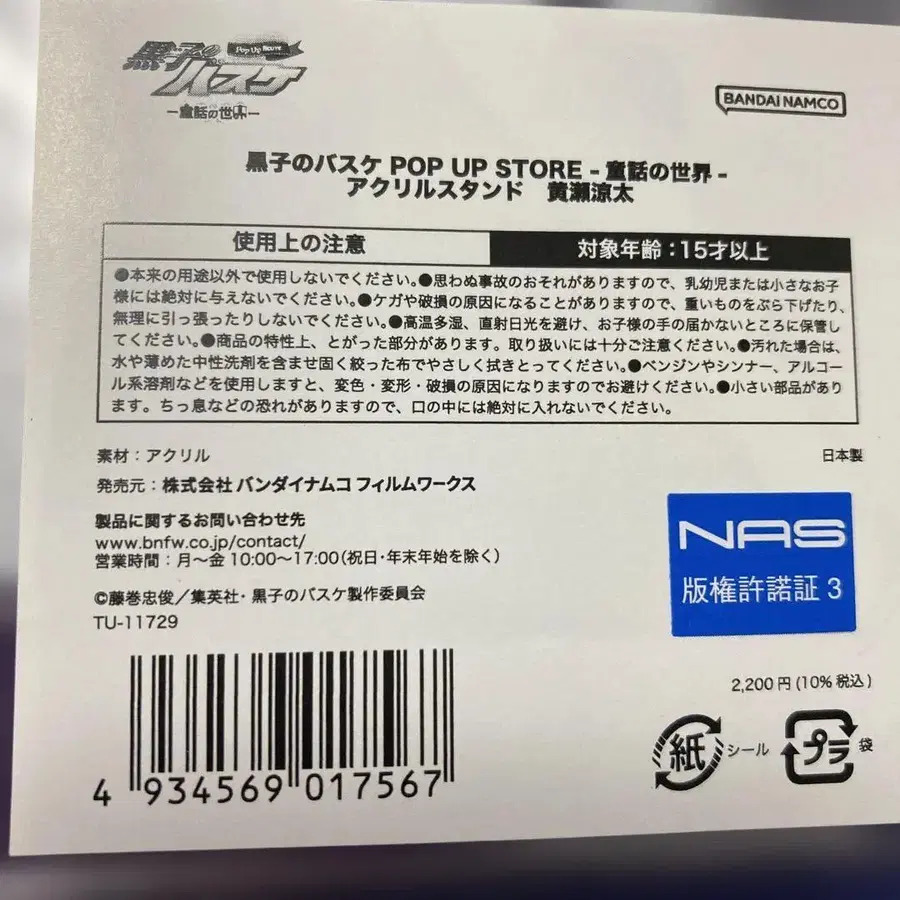 黒子のバスケ
Pop Up Store
ー童話の世界ー
BANDAI NAMCO
黒子のバスケ POP UP STORE - 童話の世界 -
アクリルスタンド 黄瀬涼太
使用上の注意
対象年齢：15才以上
●本来の用途以外で使用しないでください。●思わぬ事故のおそれがありますので、乳幼児または小さなお子
様には絶対に与えないでください。●ケガや破損の原因になることがありますので、重いものをぶら下げたり、
無理に引っ張ったりしないでください。●高温多湿、直射日光を避け、お子様の手の届かないところに保管し
てください。●商品の特性上、とがった部分があります。取り扱いには十分ご注意ください。●汚れた場合は、
水や薄めた中性洗剤を含ませ固く絞った布でやさしく拭きとってください。●ベンジンやシンナー、アルコー
ル系溶剤などを使用しますと、変色・変形・破損の原因になりますのでお避けください。●小さい部品があり
ます。ちっ息などの恐れがありますので、口の中には絶対に入れないでください。
素材：アクリル
日本製
発売元：株式会社 バンダイナムコ フィルムワークス
製品に関するお問い合わせ先
www.bnfw.co.jp/contact/
営業時間：月～金 10:00～17:00（祝日・年末年始を除く）
©藤巻忠俊／集英社・黒子のバスケ製作委員会
TU-11729
NAS
版権許諾証 3
2,200 円 (10% 税込)
紙 シール
プラ 袋
4 934569 017567